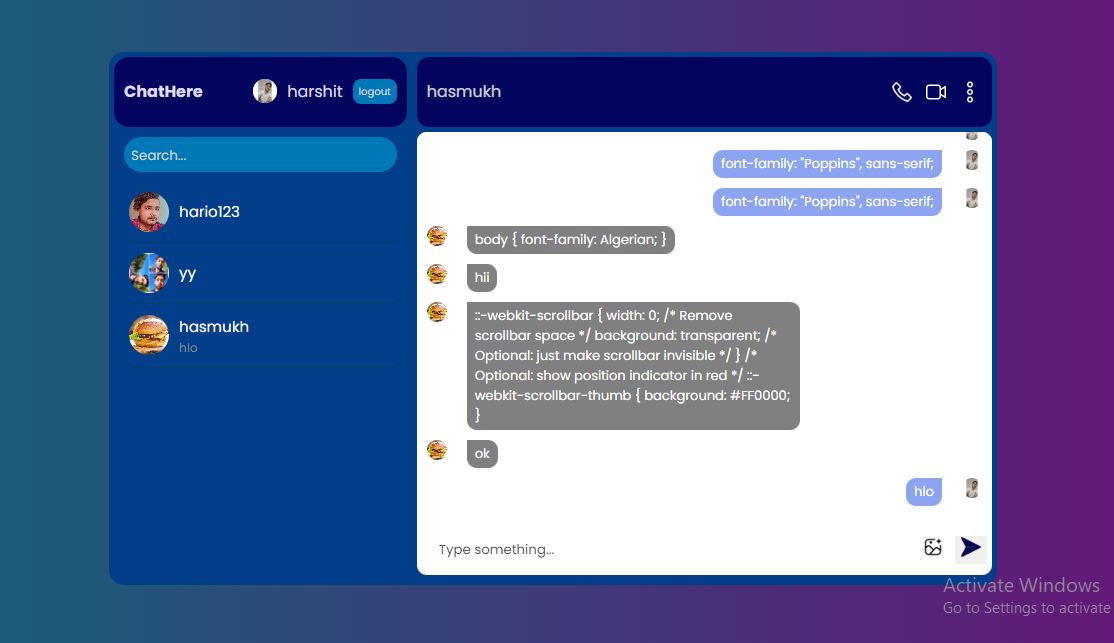 ChatHere
harshit
logout
Search...
hario123
yy
hasmukh
hlo
hasmukh
font-family: "Poppins", sans-serif;
font-family: "Poppins", sans-serif;
body { font-family: Algerian; }
hii
::-webkit-scrollbar { width: 0; /* Remove
scrollbar space */ background: transparent; /*
Optional: just make scrollbar invisible */ } /*
Optional: show position indicator in red */ ::-
webkit-scrollbar-thumb { background: #FF0000;
}
ok
hlo
Type something...
Activate Windows
Go to Settings to activate